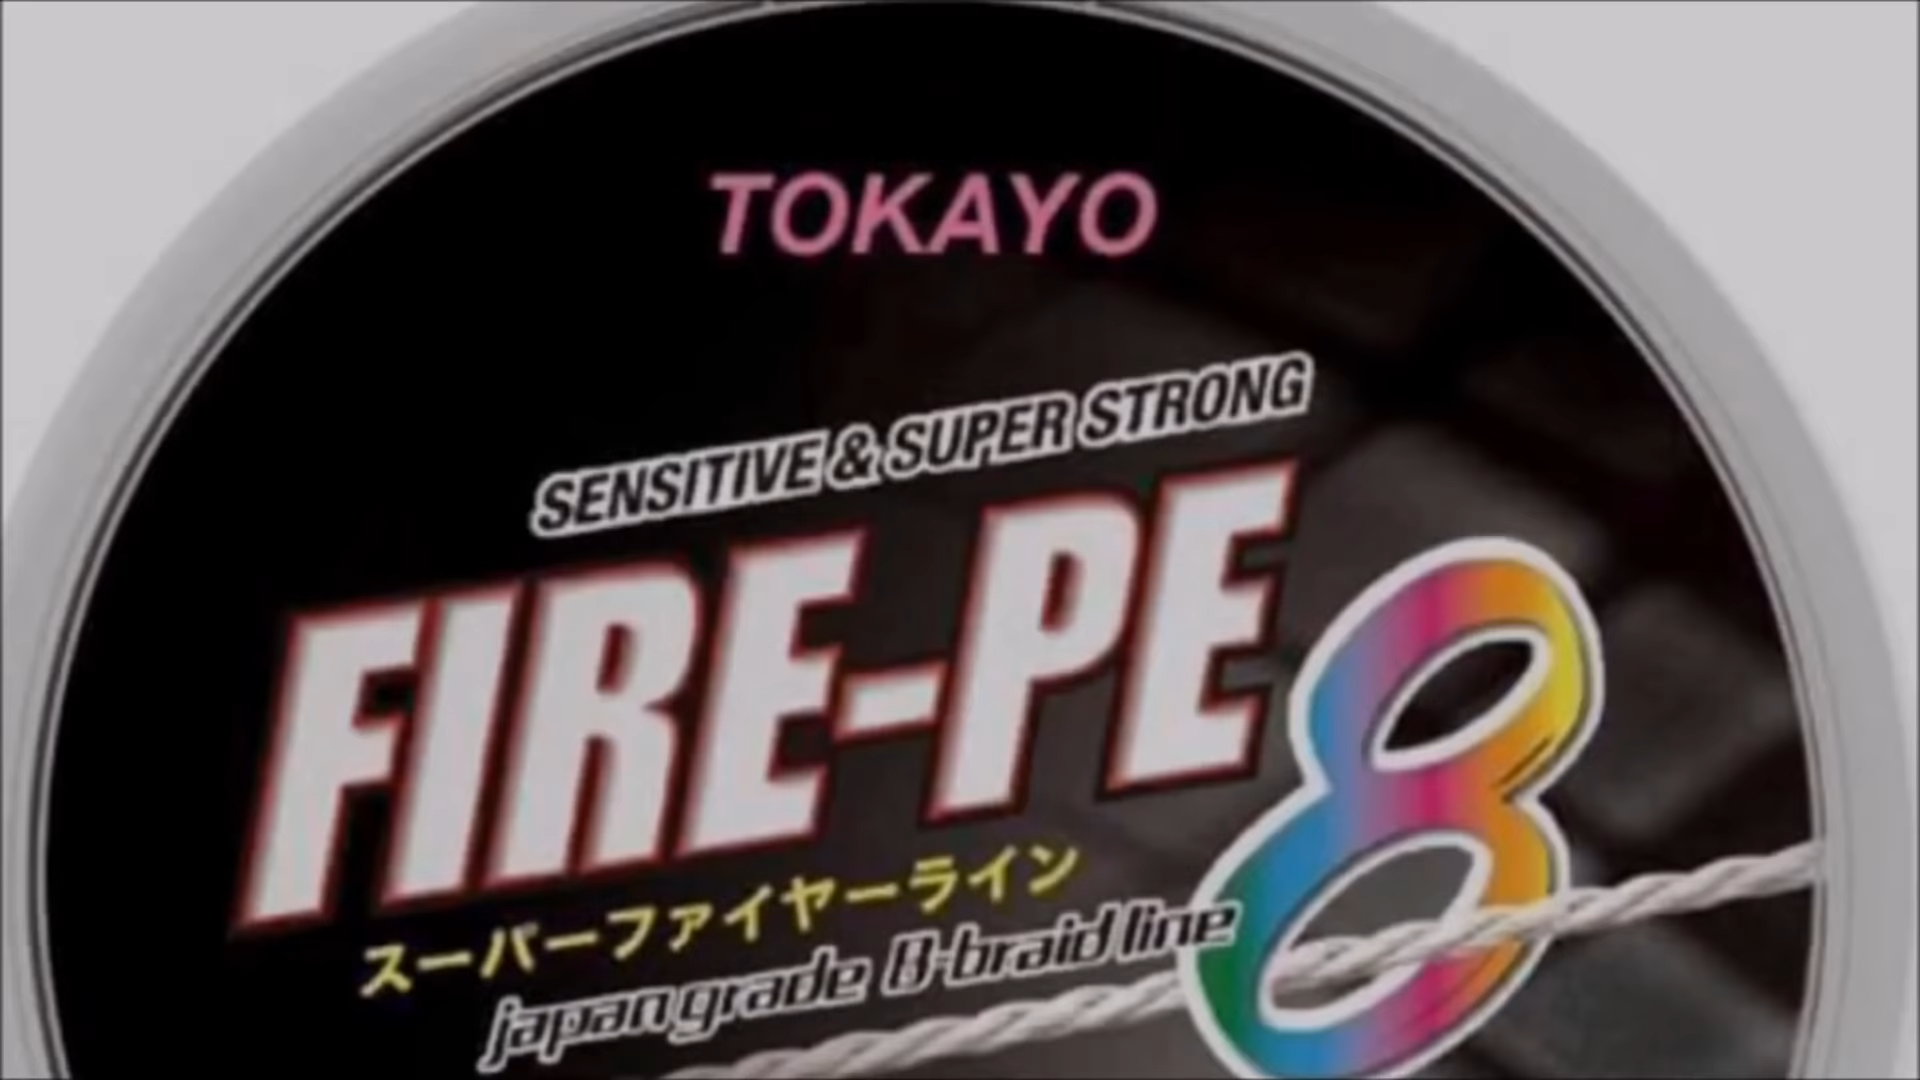 TOKAYO
SENSITIVE & SUPER STRONG
FIRE-PE 8
スーパーファイヤーライン
japan grade 8-braid line